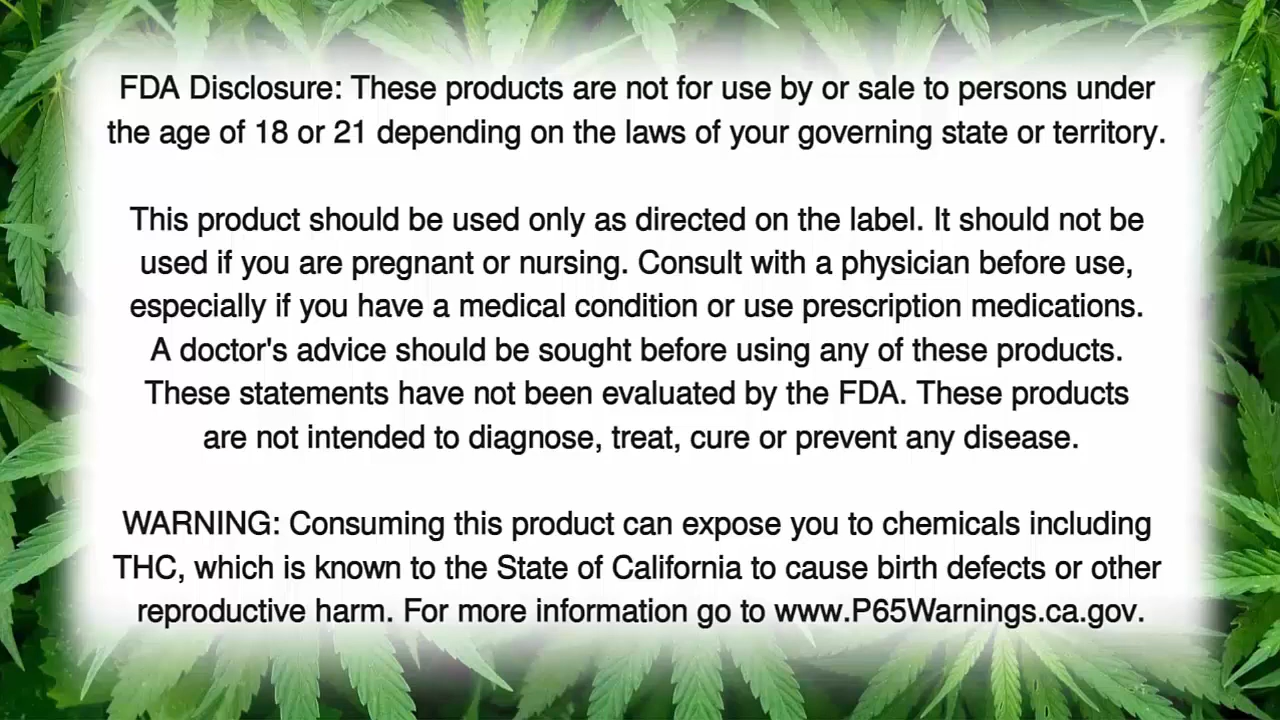 FDA Disclosure: These products are not for use by or sale to persons under
the age of 18 or 21 depending on the laws of your governing state or territory.
This product should be used only as directed on the label. It should not be
used if you are pregnant or nursing. Consult with a physician before use,
especially if you have a medical condition or use prescription medications.
A doctor's advice should be sought before using any of these products.
These statements have not been evaluated by the FDA. These products
are not intended to diagnose, treat, cure or prevent any disease.
WARNING: Consuming this product can expose you to chemicals including
THC, which is known to the State of California to cause birth defects or other
reproductive harm. For more information go to www.P65Warnings.ca.gov.